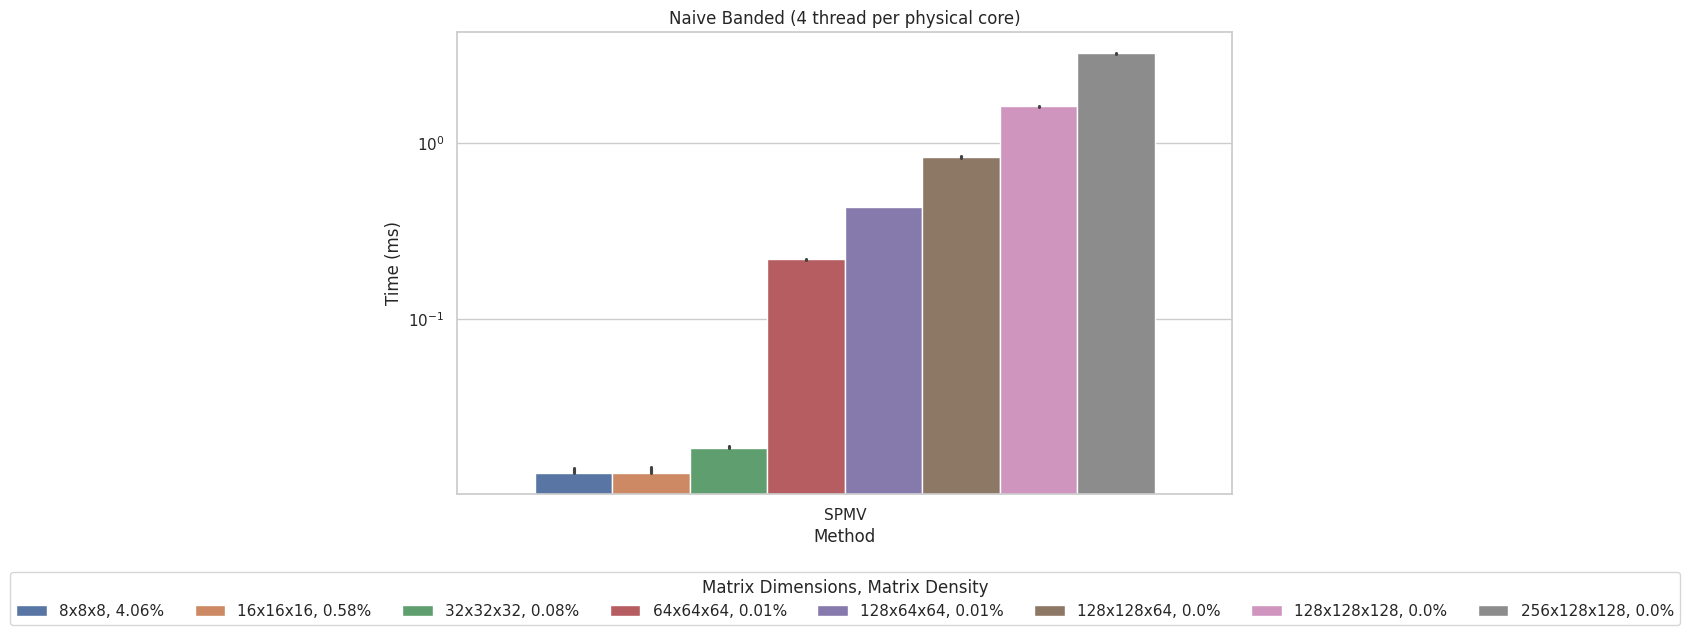 Naive Banded (4 thread per physical core)
10⁰
10⁻¹
Time (ms)
SPMV
Method
Matrix Dimensions, Matrix Density
8x8x8, 4.06% 16x16x16, 0.58% 32x32x32, 0.08% 64x64x64, 0.01% 128x64x64, 0.01% 128x128x64, 0.0% 128x128x128, 0.0% 256x128x128, 0.0%